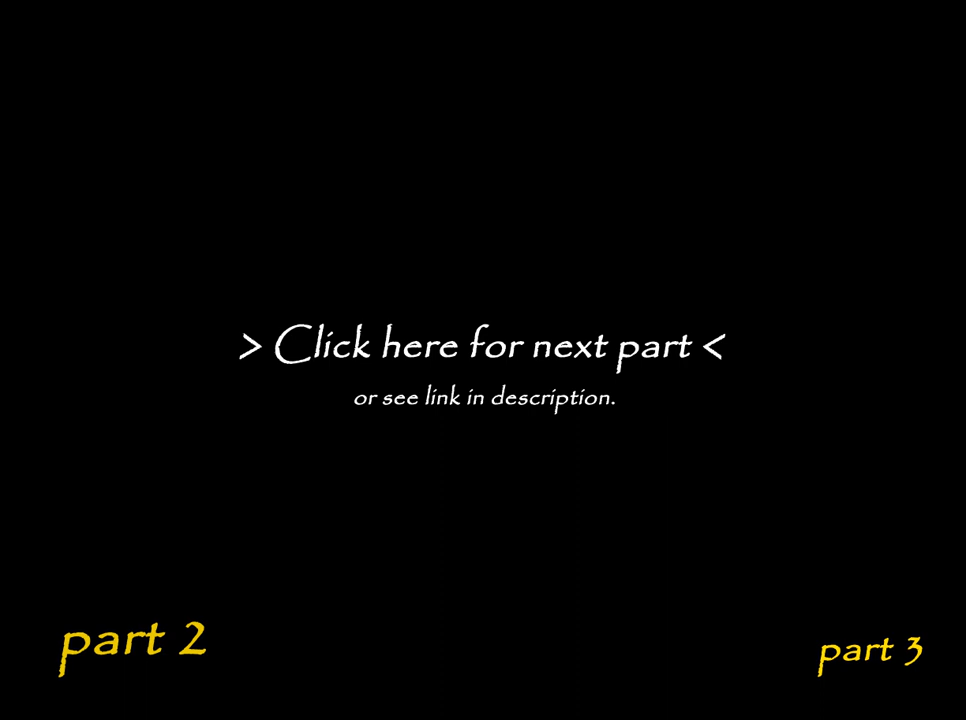 > Click here for next part <
or see link in description.
part 2
part 3